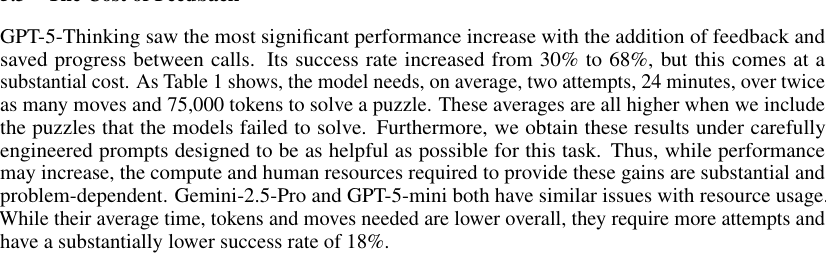 GPT-5-Thinking saw the most significant performance increase with the addition of feedback and
saved progress between calls. Its success rate increased from 30% to 68%, but this comes at a
substantial cost. As Table 1 shows, the model needs, on average, two attempts, 24 minutes, over twice
as many moves and 75,000 tokens to solve a puzzle. These averages are all higher when we include
the puzzles that the models failed to solve. Furthermore, we obtain these results under carefully
engineered prompts designed to be as helpful as possible for this task. Thus, while performance
may increase, the compute and human resources required to provide these gains are substantial and
problem-dependent. Gemini-2.5-Pro and GPT-5-mini both have similar issues with resource usage.
While their average time, tokens and moves needed are lower overall, they require more attempts and
have a substantially lower success rate of 18%.